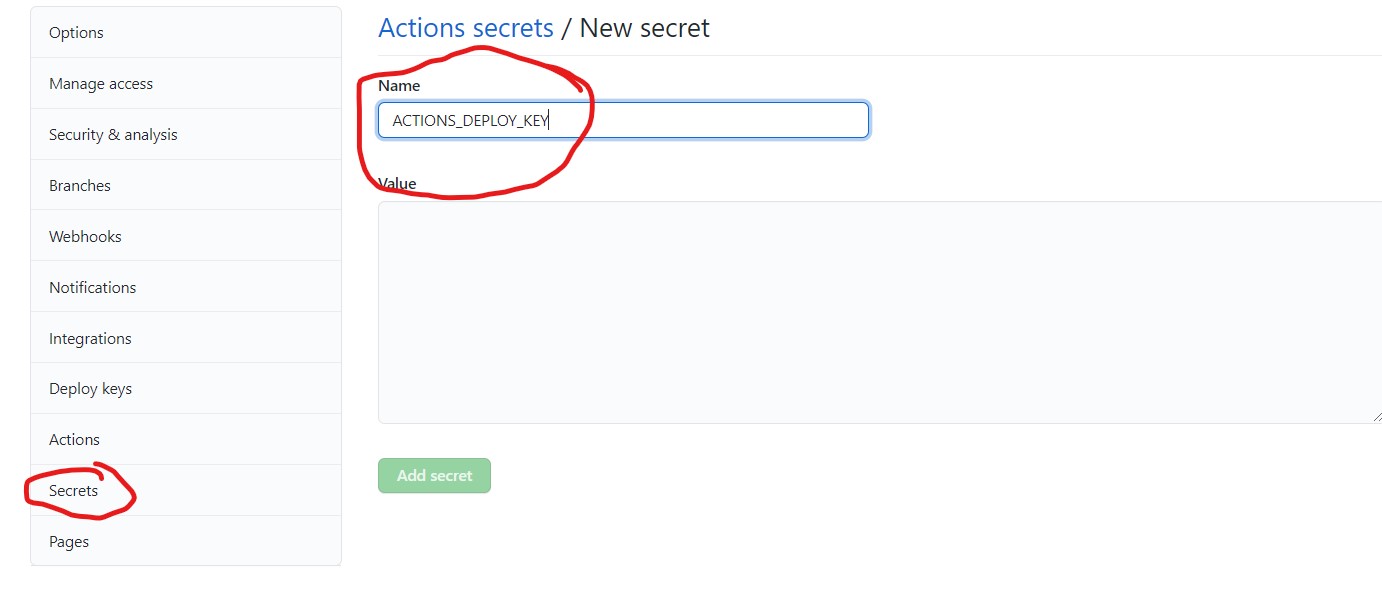 Options
Manage access
Security & analysis
Branches
Webhooks
Notifications
Integrations
Deploy keys
Actions
Secrets
Pages
Actions secrets / New secret
Name
ACTIONS_DEPLOY_KEY
Value
Add secret